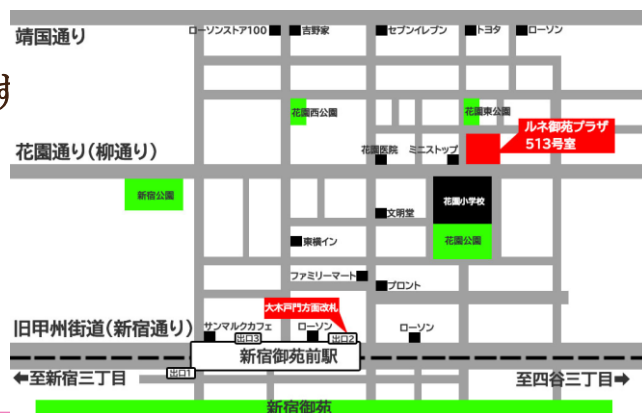 靖国通り
ローソンストア100
吉野家
セブンイレブン
トヨタ
ローソン
す
花園西公園
花園東公園
ルネ御苑プラザ
513号室
花園通り(柳通り)
花園医院
ミニストップ
新宿公園
花園小学校
文明堂
花園公園
東横イン
ファミリーマート
プロント
大木戸門方面改札
旧甲州街道(新宿通り)
サンマルクカフェ
ローソン
ローソン
出口3
出口2
新宿御苑前駅
出口1
←至新宿三丁目
至四谷三丁目→
新宿御苑